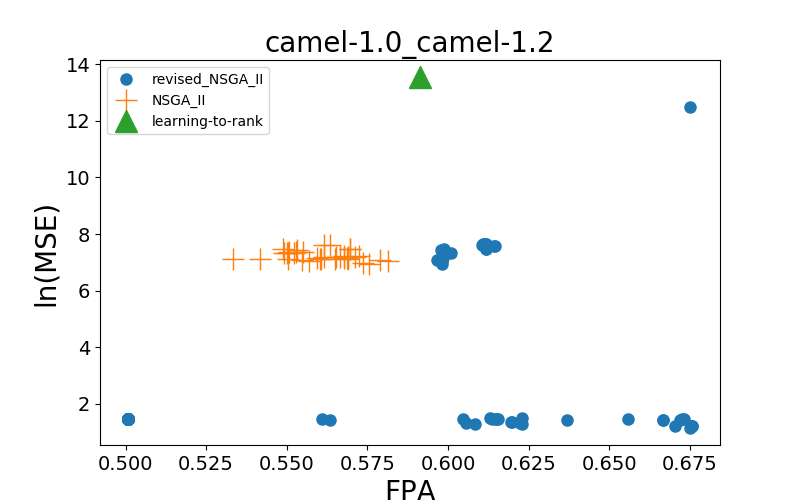 camel-1.0_camel-1.2
revised_NSGA_II
NSGA_II
learning-to-rank
ln(MSE)
14
12
10
8
6
4
2
0.500 0.525 0.550 0.575 0.600 0.625 0.650 0.675
FPA